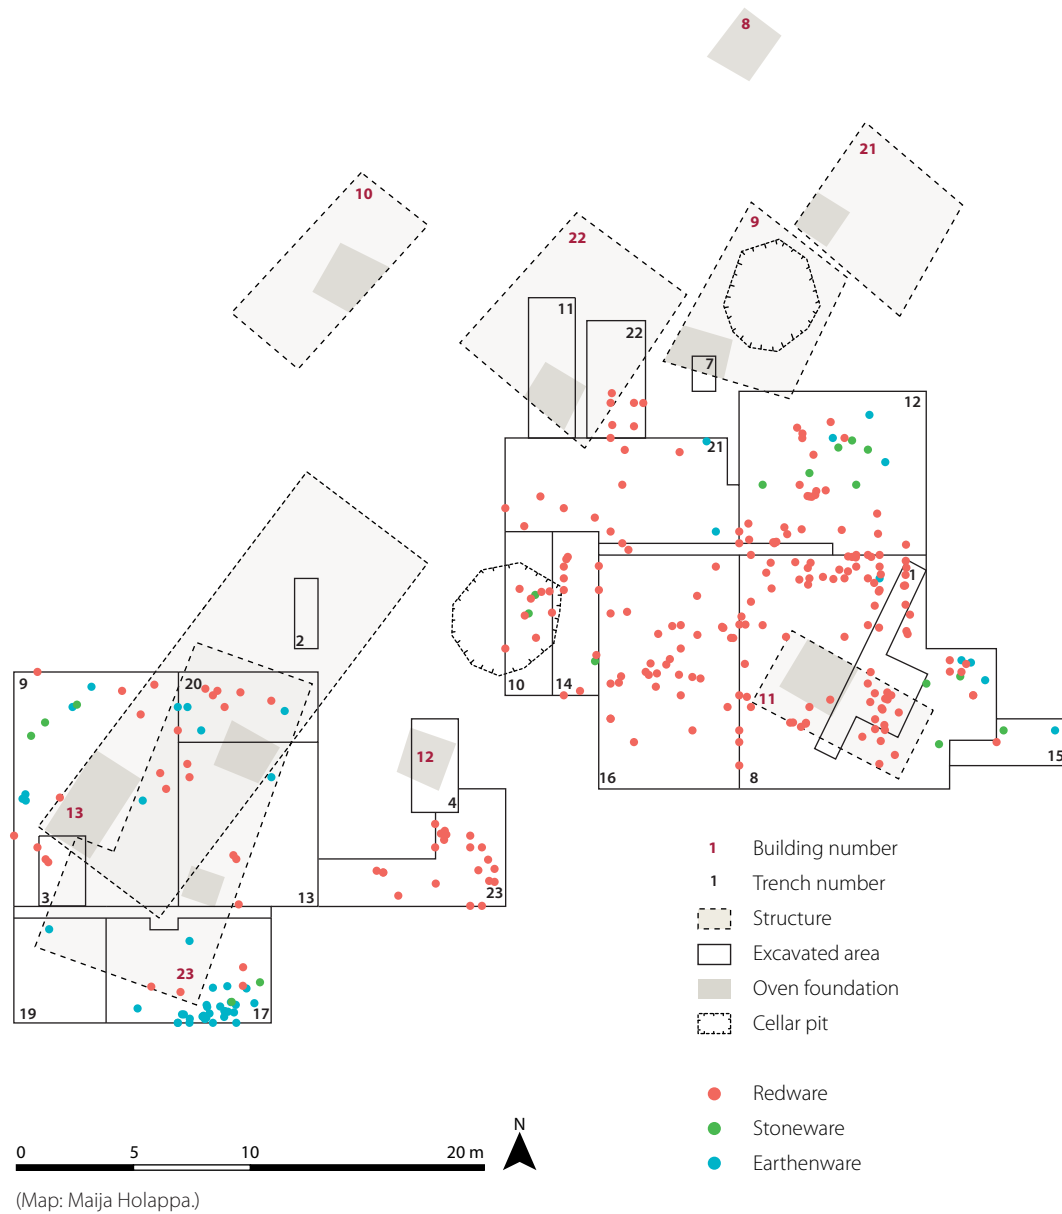 8
21
10
9
22
11
22
7
12
21
1
2
9
20
10
14
11
12
16
8
15
4
13
3
13
23
23
19
17
1 Building number
1 Trench number
Structure
Excavated area
Oven foundation
Cellar pit
Redware
Stoneware
Earthenware
N
0 5 10 20 m
(Map: Maija Holappa.)